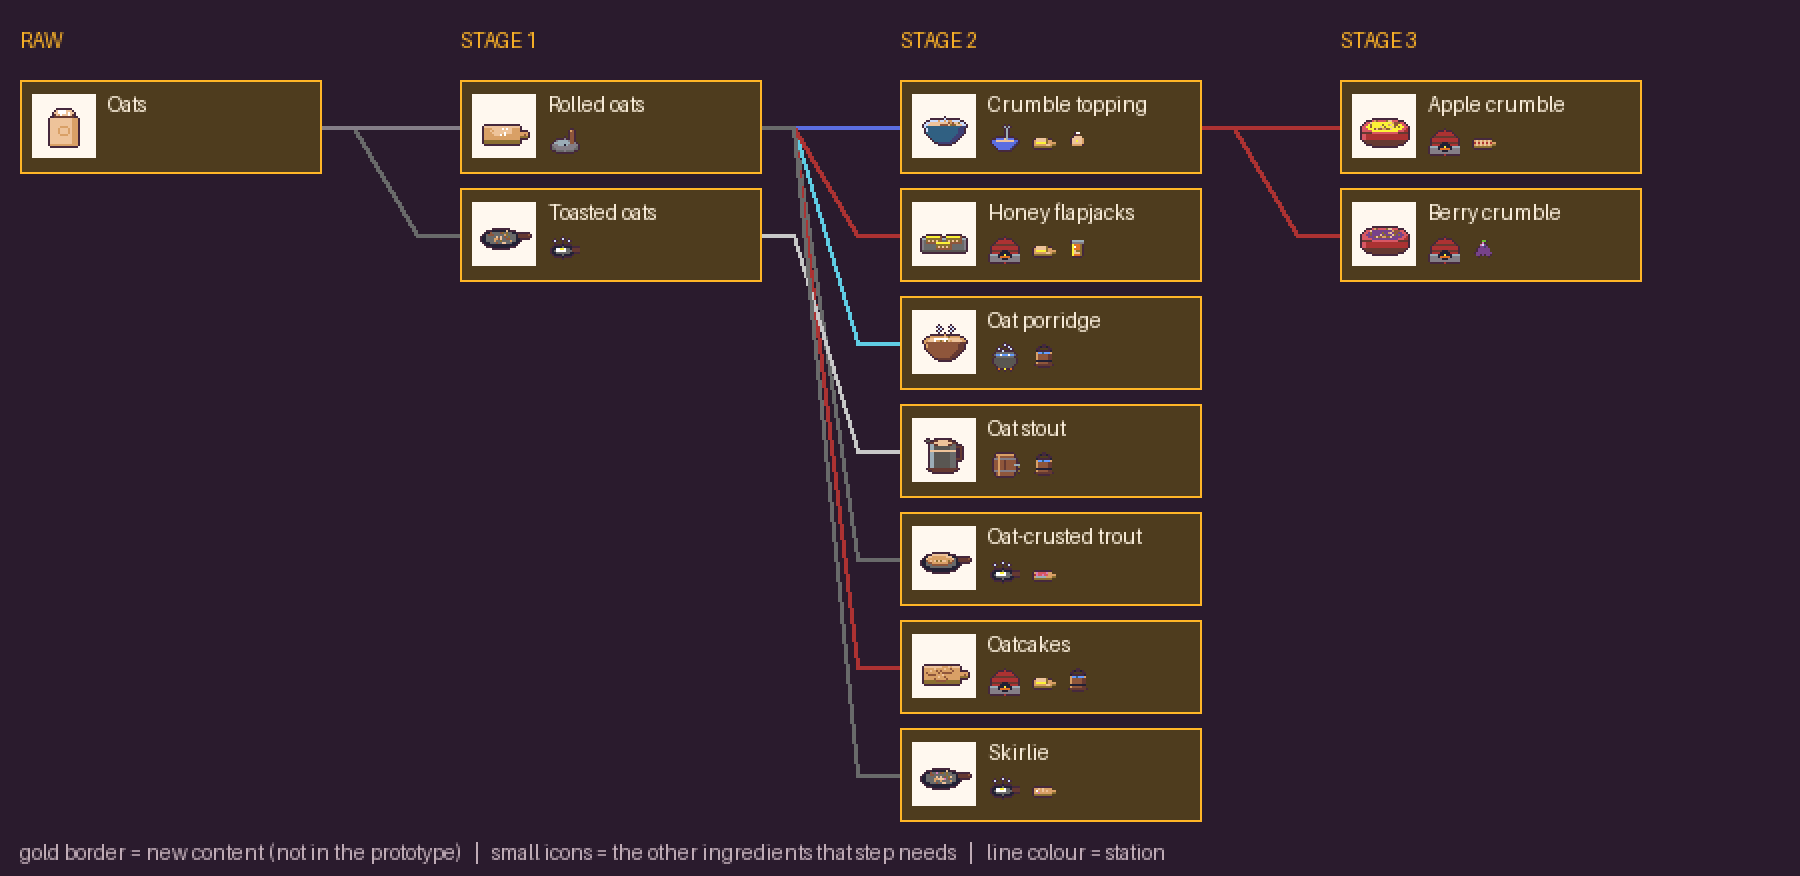 RAW
STAGE 1
STAGE 2
STAGE 3
Oats
Rolled oats
Crumble topping
Apple crumble
Toasted oats
Honey flapjacks
Berry crumble
Oat porridge
Oat stout
Oat-crusted trout
Oatcakes
Skirlie
gold border = new content (not in the prototype) | small icons = the other ingredients that step needs | line colour = station